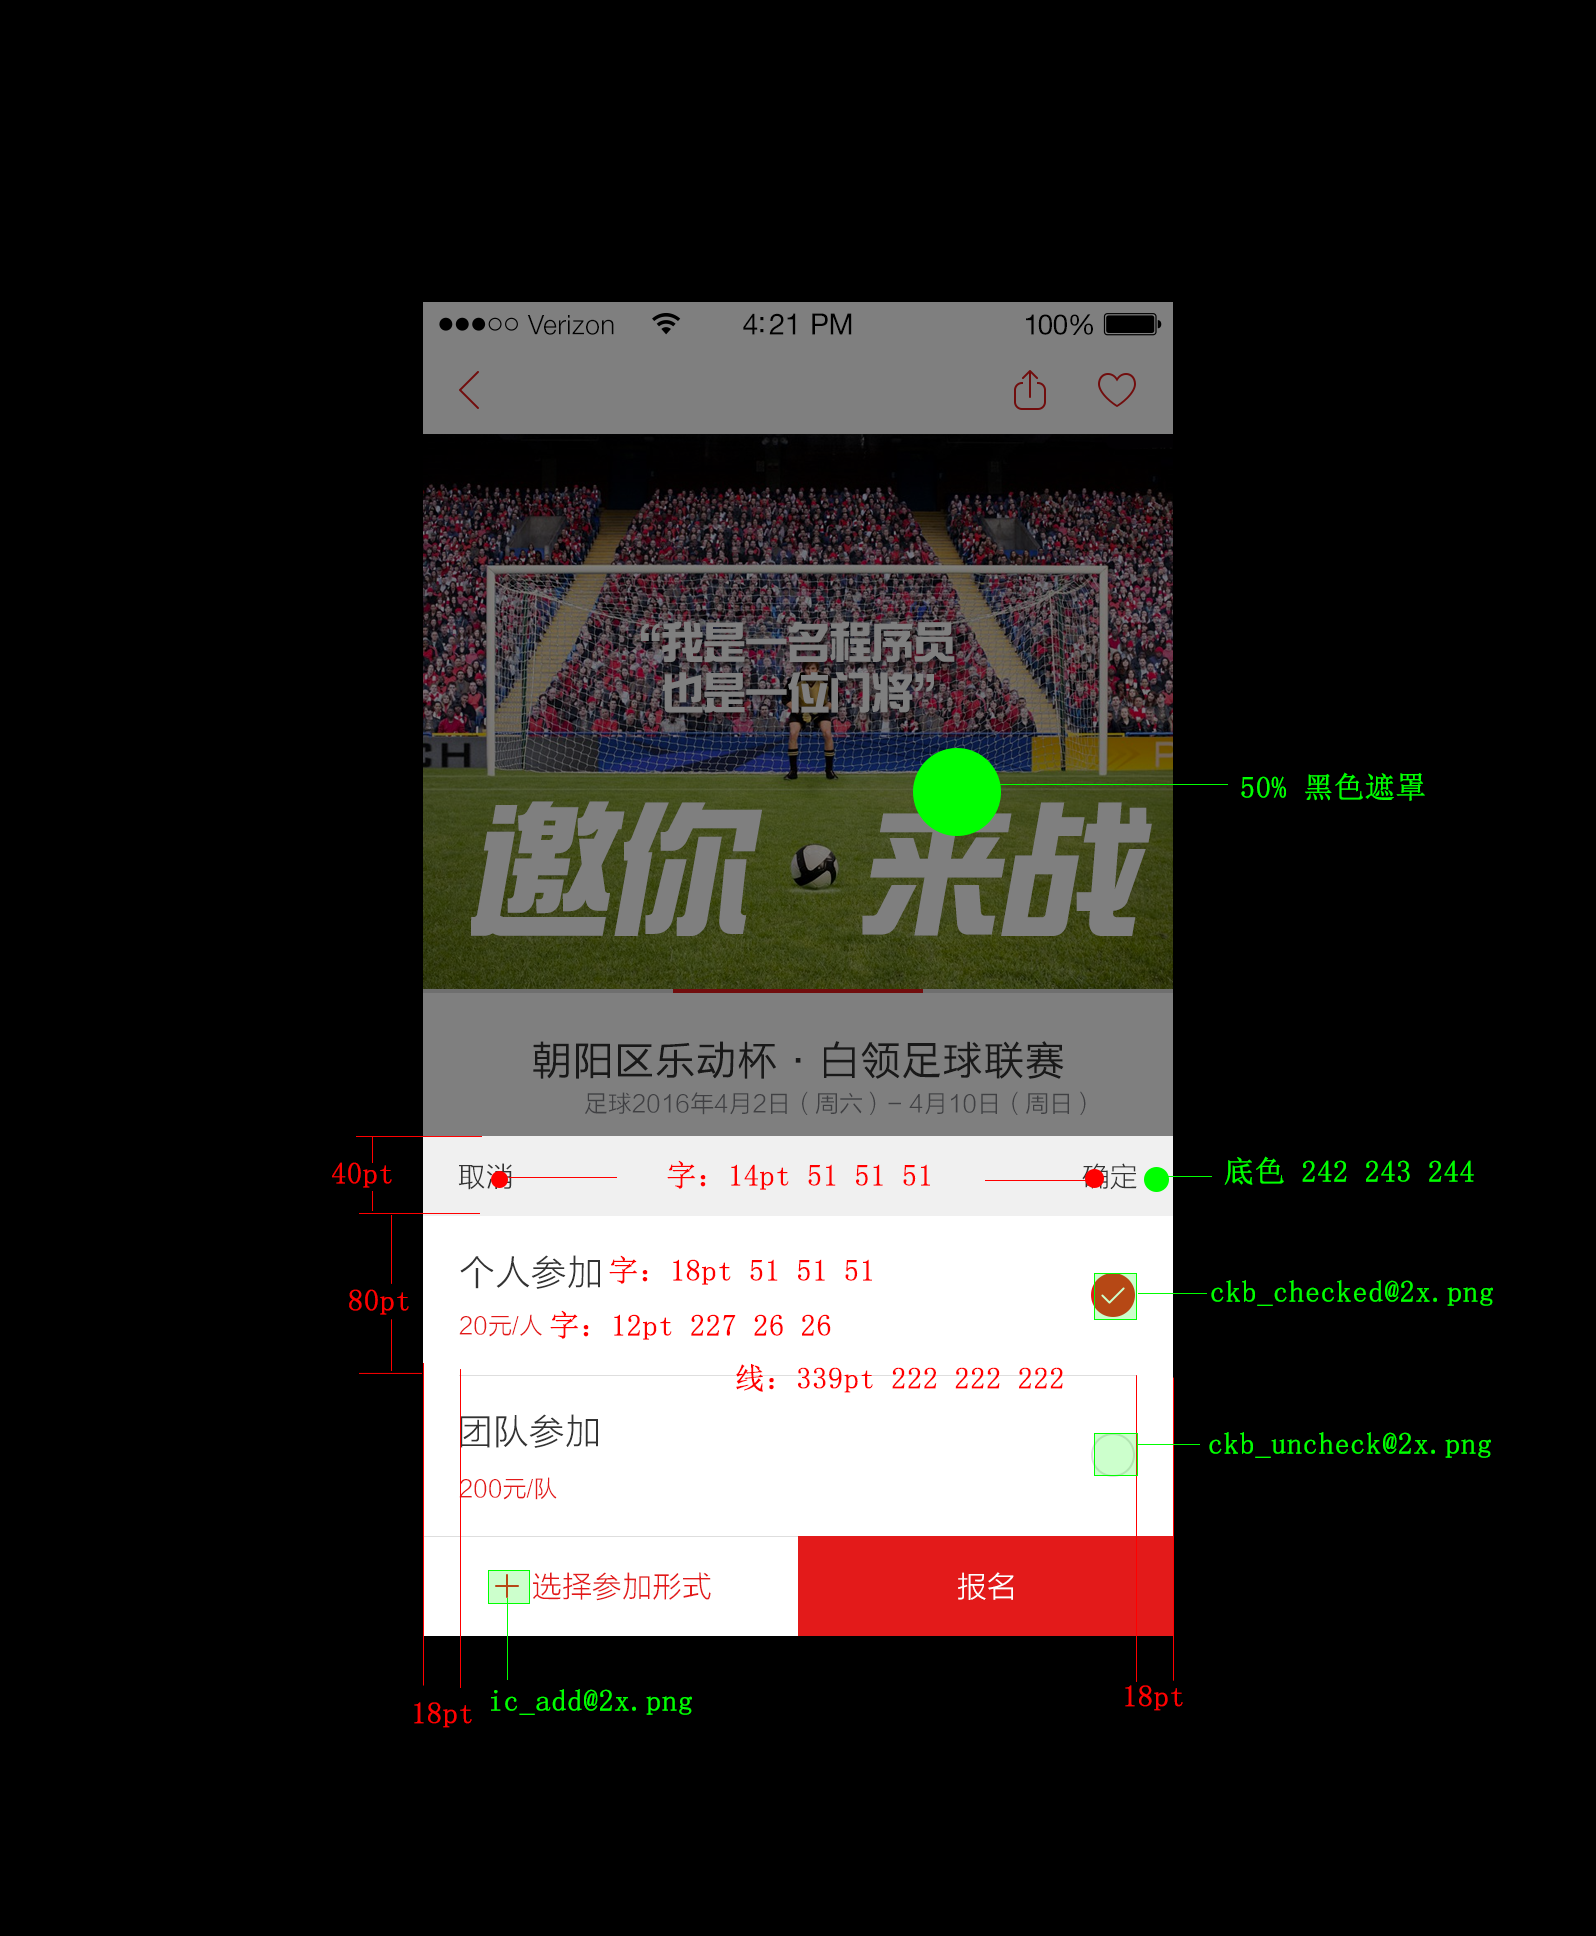 ●●●○○ Verizon 4:21 PM 100%
“我是一名程序员
也是一位门将”
50% 黑色遮罩
邀你 来战
朝阳区乐动杯 · 白领足球联赛
足球2016年4月2日（周六）- 4月10日（周日）
40pt
取消
字：14pt 51 51 51
确定
底色 242 243 244
个人参加 字：18pt 51 51 51
80pt
ckb_checked@2x.png
20元/人 字：12pt 227 26 26
线：339pt 222 222 222
团队参加
ckb_uncheck@2x.png
200元/队
选择参加形式
报名
18pt
ic_add@2x.png
18pt